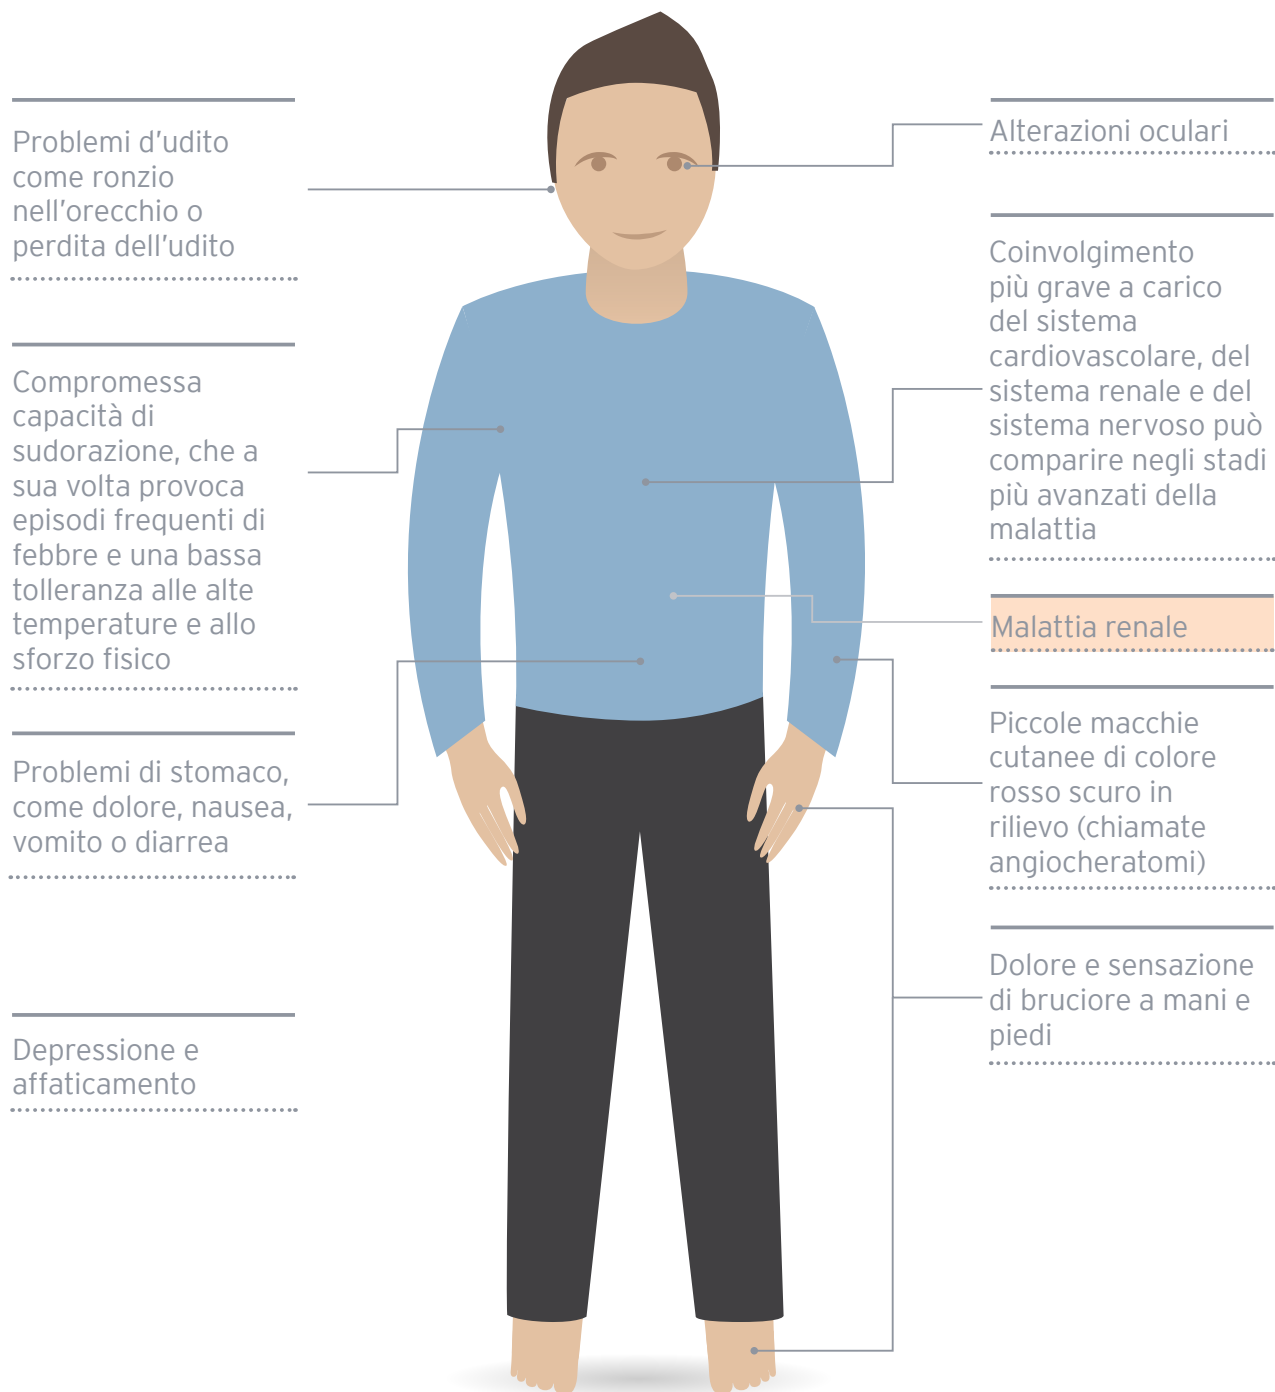 Problemi d'udito
come ronzio
nell'orecchio o
perdita dell'udito
Compromessa
capacità di
sudorazione, che a
sua volta provoca
episodi frequenti di
febbre e una bassa
tolleranza alle alte
temperature e allo
sforzo fisico
Problemi di stomaco,
come dolore, nausea,
vomito o diarrea
Depressione e
affaticamento
Alterazioni oculari
Coinvolgimento
più grave a carico
del sistema
cardiovascolare, del
sistema renale e del
sistema nervoso può
comparire negli stadi
più avanzati della
malattia
Malattia renale
Piccole macchie
cutanee di colore
rosso scuro in
rilievo (chiamate
angiocheratomi)
Dolore e sensazione
di bruciore a mani e
piedi